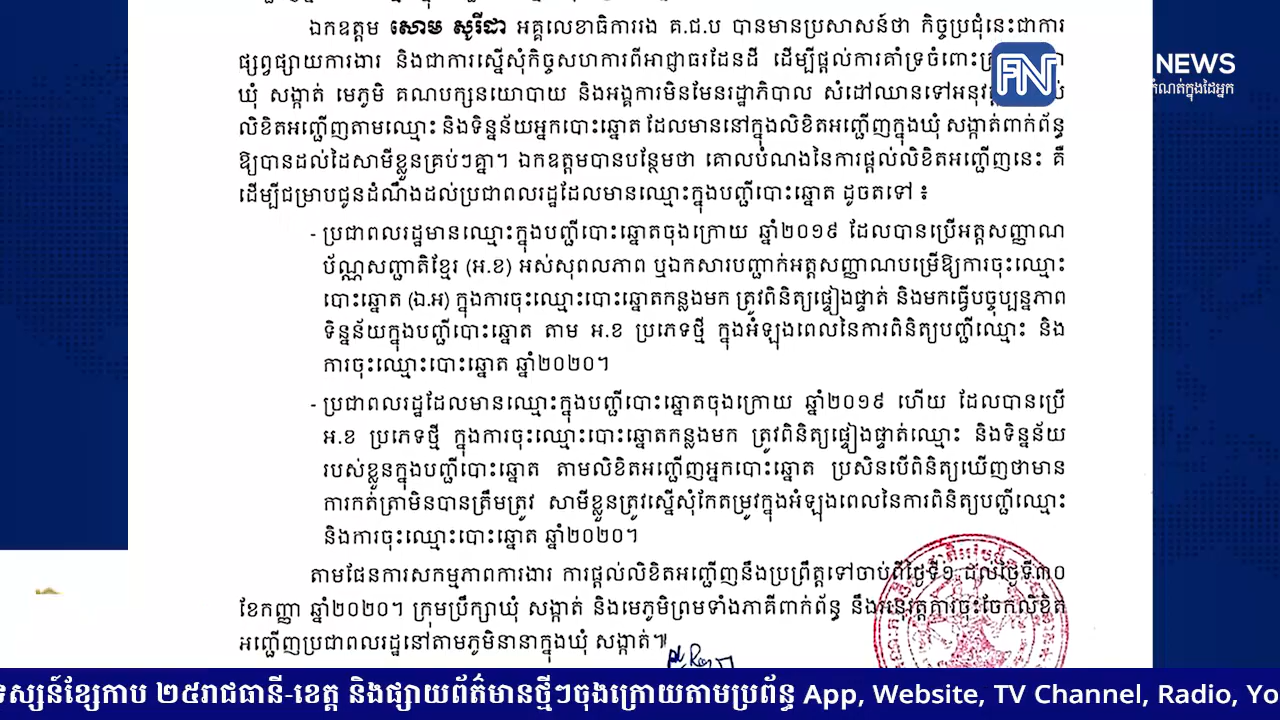 ឯកឧត្តម សោម សូរីដា អគ្គលេខាធិការរង គ.ជ.ប បានមានប្រសាសន៍ថា កិច្ចប្រជុំនេះជាការ
ផ្សព្វផ្សាយការងារ និងជាការស្នើសុំកិច្ចសហការពីអាជ្ញាធរដែនដី ដើម្បីផ្តល់ការគាំទ្រចំពោះ
FN
NEWS
ឃុំ សង្កាត់ មេភូមិ គណបក្សនយោបាយ និងអង្គការមិនមែនរដ្ឋាភិបាល សំដៅឈានទៅអនុវត្ត
លិខិតអញ្ជើញតាមឈ្មោះ និងទិន្នន័យអ្នកបោះឆ្នោត ដែលមាននៅក្នុងលិខិតអញ្ជើញក្នុងឃុំ សង្កាត់ពាក់ព័ន្ធ
ឱ្យបានដល់ដៃសាមីខ្លួនគ្រប់ៗគ្នា។ ឯកឧត្តមបានបន្ថែមថា គោលបំណងនៃការផ្តល់លិខិតអញ្ជើញនេះ គឺ
ដើម្បីជម្រាបជូនដំណឹងដល់ប្រជាពលរដ្ឋដែលមានឈ្មោះក្នុងបញ្ជីបោះឆ្នោត ដូចតទៅ ៖
- ប្រជាពលរដ្ឋមានឈ្មោះក្នុងបញ្ជីបោះឆ្នោតចុងក្រោយ ឆ្នាំ២០១៩ ដែលបានប្រើអត្តសញ្ញាណ
ប័ណ្ណសញ្ជាតិខ្មែរ (អ.ខ) អស់សុពលភាព ឬឯកសារបញ្ជាក់អត្តសញ្ញាណបម្រើឱ្យការចុះឈ្មោះ
បោះឆ្នោត (ឯ.អ) ក្នុងការចុះឈ្មោះបោះឆ្នោតកន្លងមក ត្រូវពិនិត្យផ្ទៀងផ្ទាត់ និងមកធ្វើបច្ចុប្បន្នភាព
ទិន្នន័យក្នុងបញ្ជីបោះឆ្នោត តាម អ.ខ ប្រភេទថ្មី ក្នុងអំឡុងពេលនៃការពិនិត្យបញ្ជីឈ្មោះ និង
ការចុះឈ្មោះបោះឆ្នោត ឆ្នាំ២០២០។
- ប្រជាពលរដ្ឋដែលមានឈ្មោះក្នុងបញ្ជីបោះឆ្នោតចុងក្រោយ ឆ្នាំ២០១៩ ហើយ ដែលបានប្រើ
អ.ខ ប្រភេទថ្មី ក្នុងការចុះឈ្មោះបោះឆ្នោតកន្លងមក ត្រូវពិនិត្យផ្ទៀងផ្ទាត់ឈ្មោះ និងទិន្នន័យ
របស់ខ្លួនក្នុងបញ្ជីបោះឆ្នោត តាមលិខិតអញ្ជើញអ្នកបោះឆ្នោត ប្រសិនបើពិនិត្យឃើញថាមាន
ការកត់ត្រាមិនបានត្រឹមត្រូវ សាមីខ្លួនត្រូវស្នើសុំកែតម្រូវក្នុងអំឡុងពេលនៃការពិនិត្យបញ្ជីឈ្មោះ
និងការចុះឈ្មោះបោះឆ្នោត ឆ្នាំ២០២០។
តាមផែនការសកម្មភាពការងារ ការផ្តល់លិខិតអញ្ជើញនឹងប្រព្រឹត្តទៅចាប់ពីថ្ងៃទី១ ដល់ថ្ងៃទី៣០
ខែកញ្ញា ឆ្នាំ២០២០។ ក្រុមប្រឹក្សាឃុំ សង្កាត់ និងមេភូមិព្រមទាំងភាគីពាក់ព័ន្ធ នឹងអនុវត្តការចុះចែកលិខិត
អញ្ជើញប្រជាពលរដ្ឋនៅតាមភូមិនានាក្នុងឃុំ សង្កាត់៕
ទស្សន៍ខ្សែកាប ២៥រាជធានី-ខេត្ត និងផ្សាយព័ត៌មានថ្មីៗចុងក្រោយតាមប្រព័ន្ធ App, Website, TV Channel, Radio, Yo